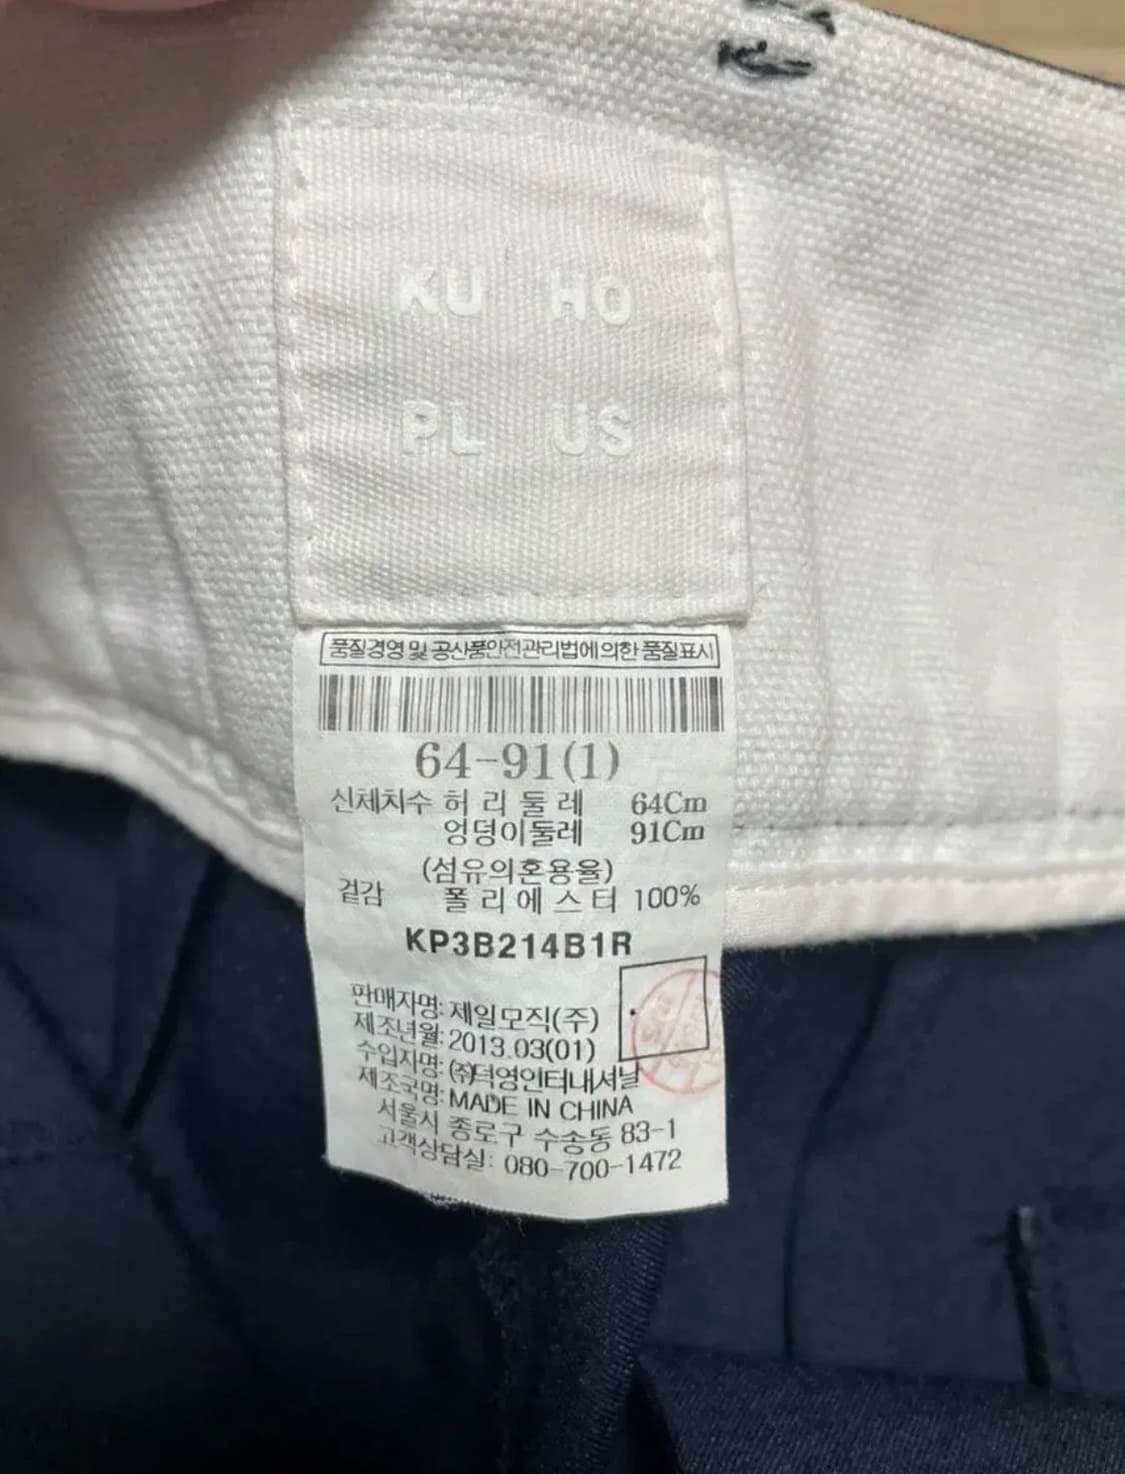 KU HO
PL US
품질경영 및 공산품안전관리법에의한 품질표시
64-91(1)
신체치수 허 리 둘 레 64Cm
엉덩이둘레 91Cm
(섬유의혼용율)
겉감 폴 리 에 스 터 100%
KP3B214B1R
판매자명: 제일모직(주)
제조년월: 2013.03(01)
수입자명: (주)덕영인터내셔날
제조국명: MADE IN CHINA
서울시 종로구 수송동 83-1
고객상담실: 080-700-1472